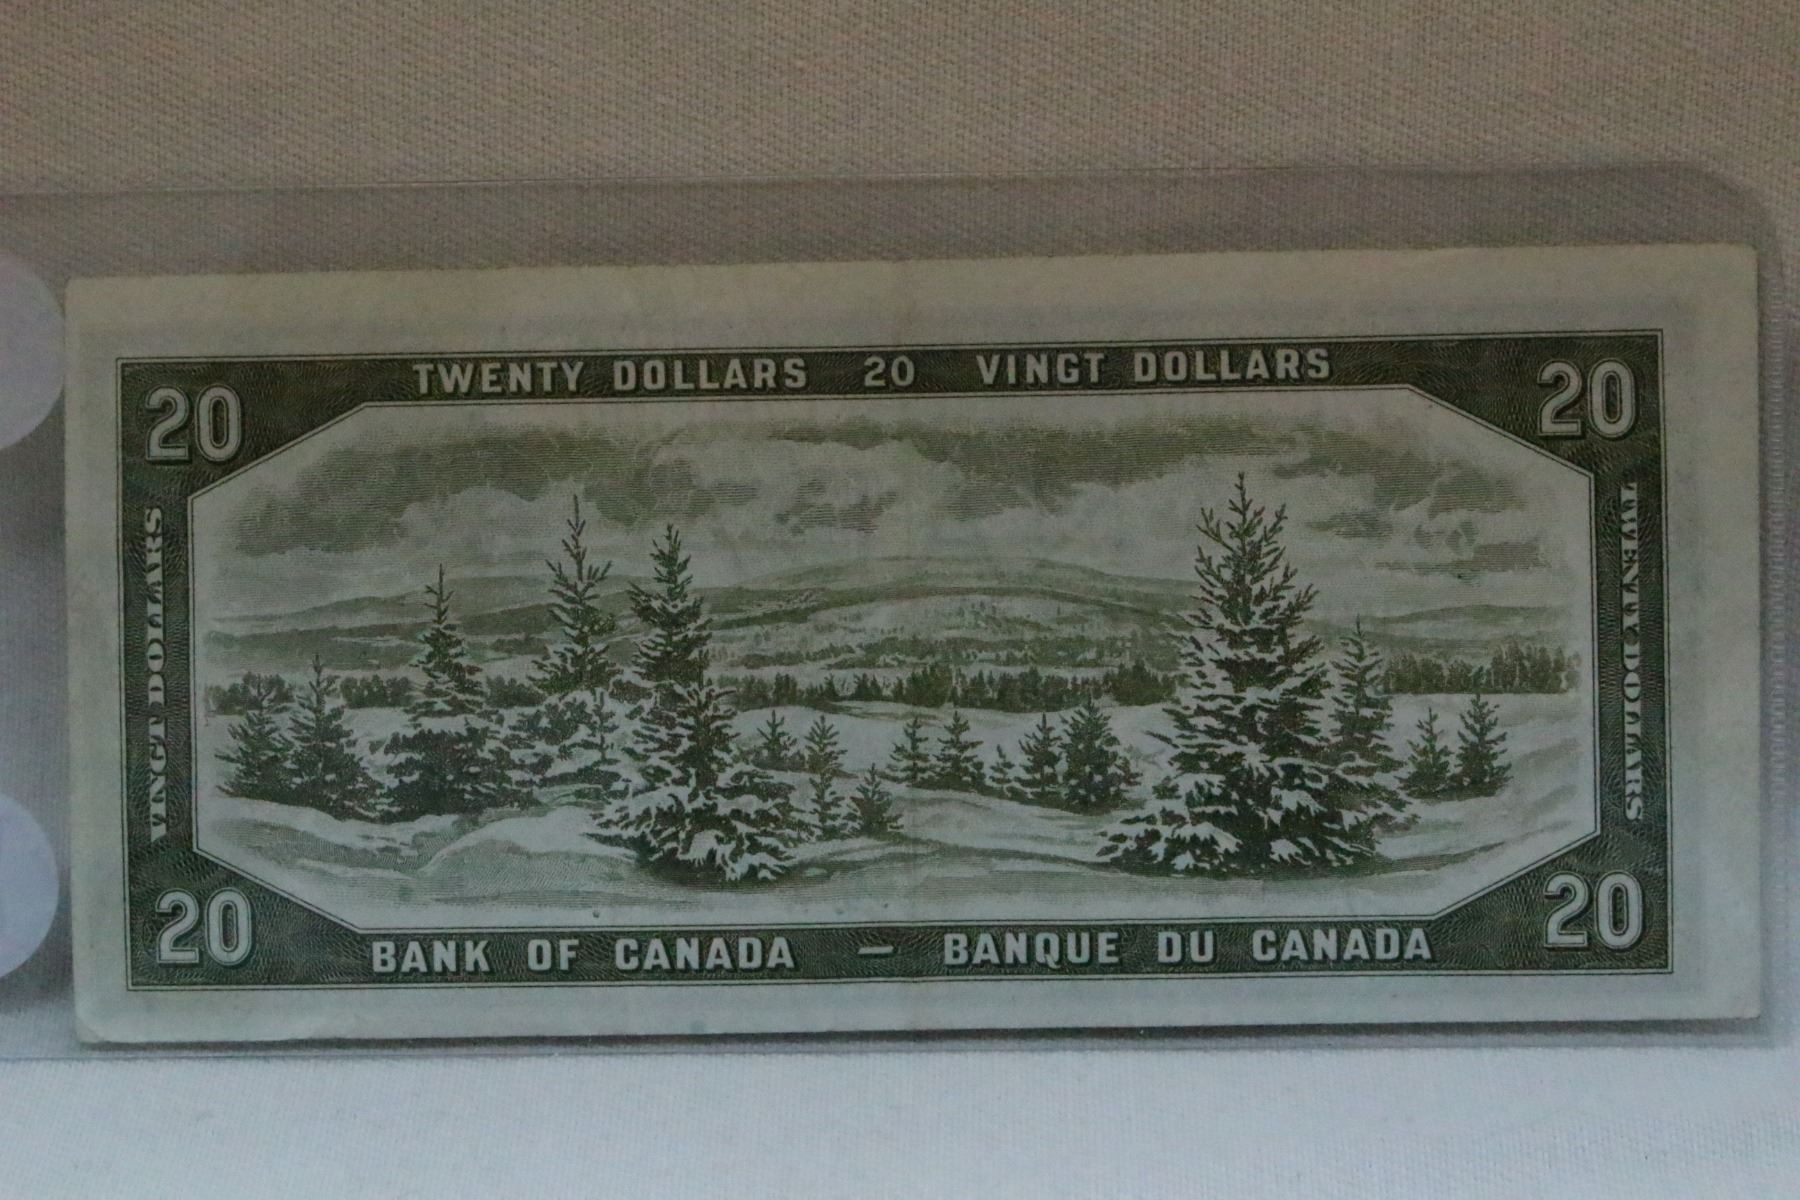 TWENTY DOLLARS 20 VINGT DOLLARS
20
20
VINGT DOLLARS
TWENTY DOLLARS
20
20
BANK OF CANADA — BANQUE DU CANADA